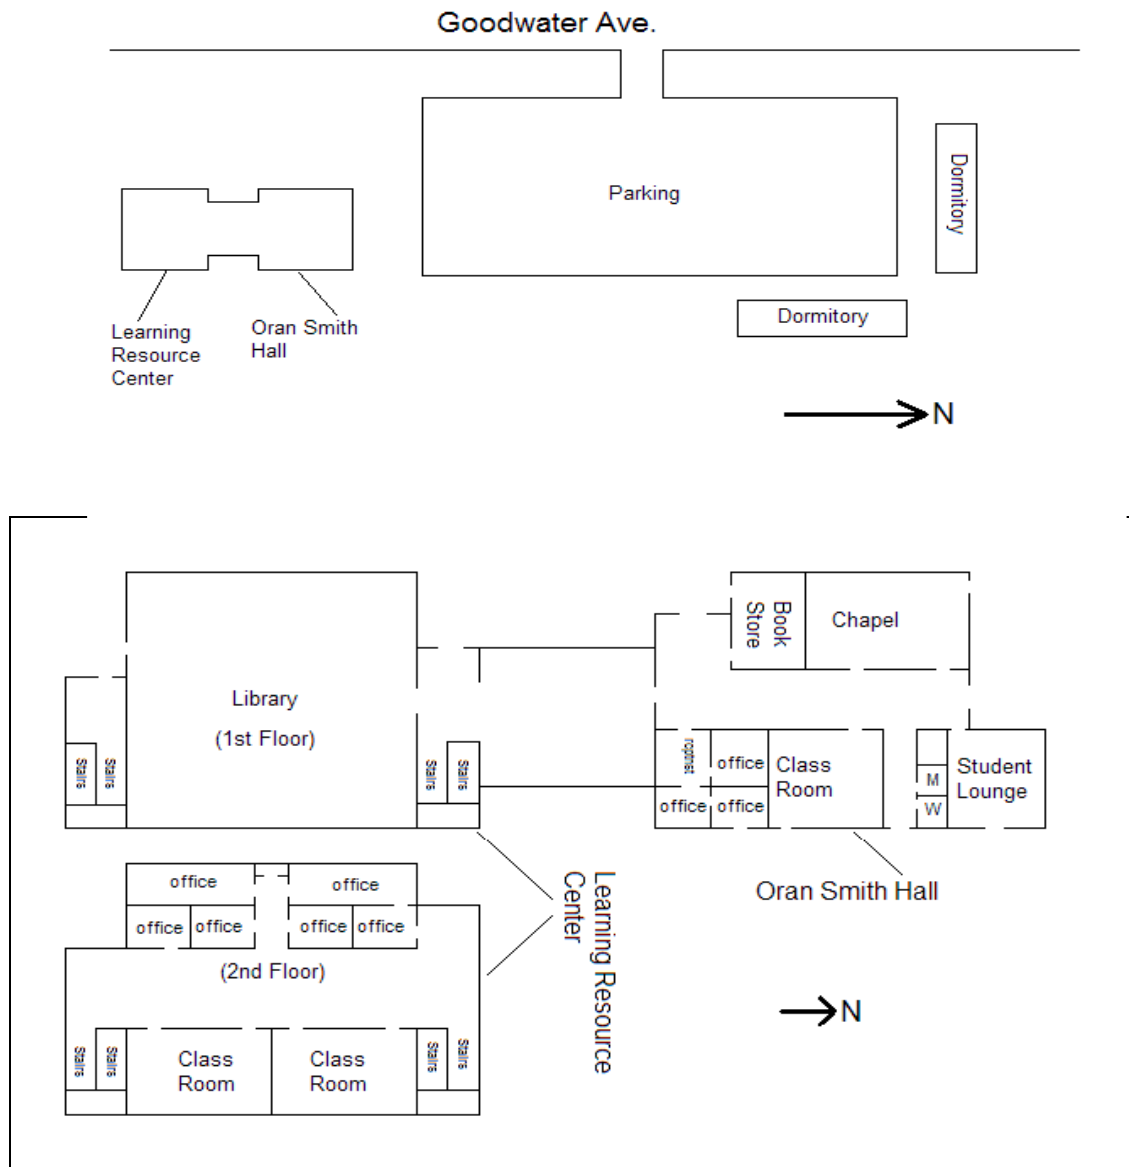 Goodwater Ave.
Parking
Dormitory
Dormitory
Learning
Resource
Center
Oran Smith
Hall
N
Book
Store
Chapel
Library
(1st Floor)
Stairs
Stairs
Stairs
Stairs
rcptnst
office
office
office
Class
Room
M
W
Student
Lounge
Oran Smith Hall
Learning Resource
Center
office
office
office
office
office
office
(2nd Floor)
N
Stairs
Stairs
Class
Room
Class
Room
Stairs
Stairs